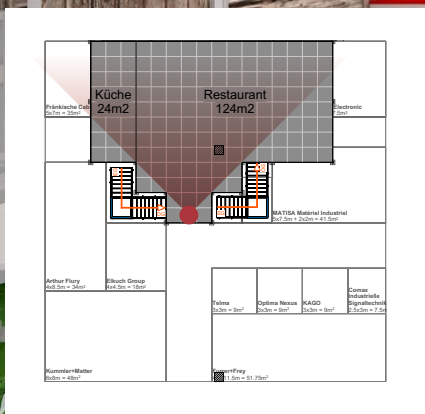 Küche
24m2
Restaurant
124m2
Fränkische
5x7m = 35m²
Electronic
7.5m²
MATISA Matériel Industriel
5x7.5m + 2x2m = 41.5m²
Arthur Flury
4x8.5m = 34m²
Elkuch Group
4x4.5m = 18m²
Telma
3x3m = 9m²
Optima Nexus
3x3m = 9m²
KAGO
3x3m = 9m²
Comax
Industrielle
Signaltechnik
2.5x3m = 7.5m
Kummler+Matter
6x8m = 48m²
11.5m = 51.75m²